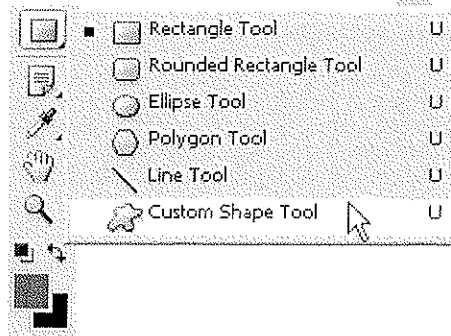 Rectangle Tool U
Rounded Rectangle Tool U
Ellipse Tool U
Polygon Tool U
Line Tool U
Custom Shape Tool U